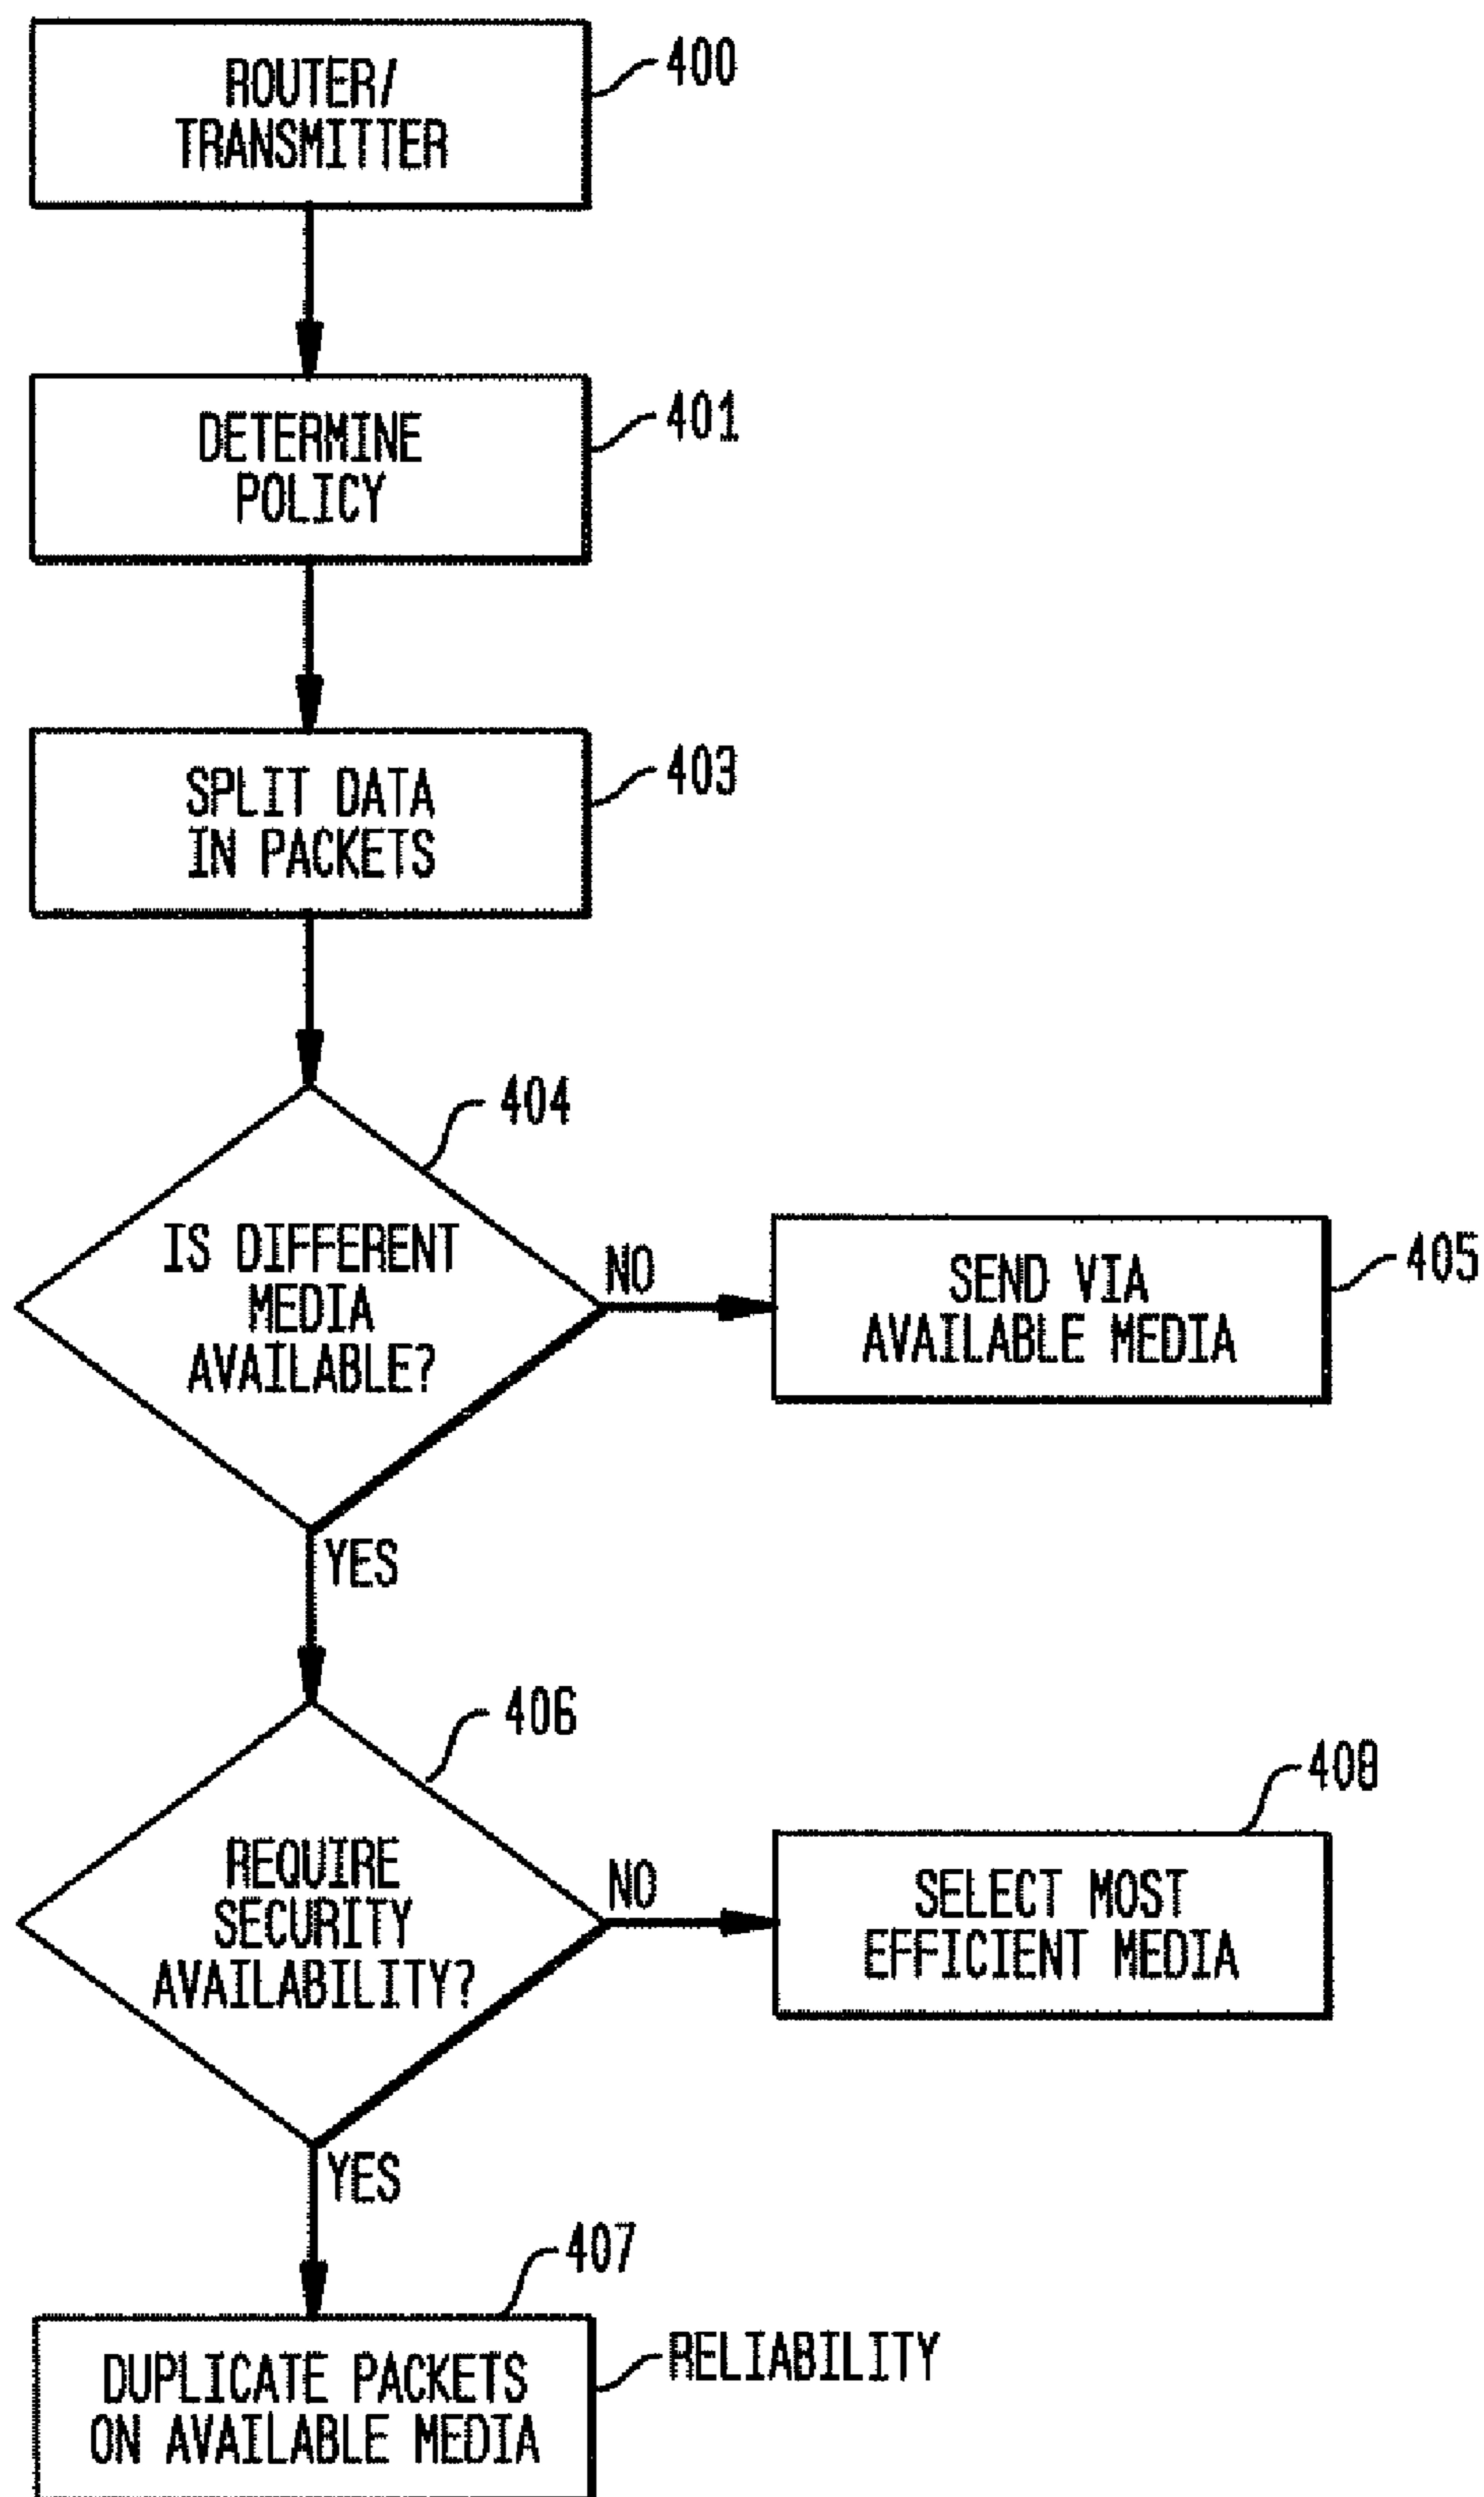 ROUTER/
TRANSMITTER
400
DETERMINE
POLICY
401
SPLIT DATA
IN PACKETS
403
404
IS DIFFERENT
MEDIA
AVAILABLE?
NO
SEND VIA
AVAILABLE MEDIA
405
YES
406
REQUIRE
SECURITY
AVAILABILITY?
NO
408
SELECT MOST
EFFICIENT MEDIA
YES
407
DUPLICATE PACKETS
ON AVAILABLE MEDIA
RELIABILITY